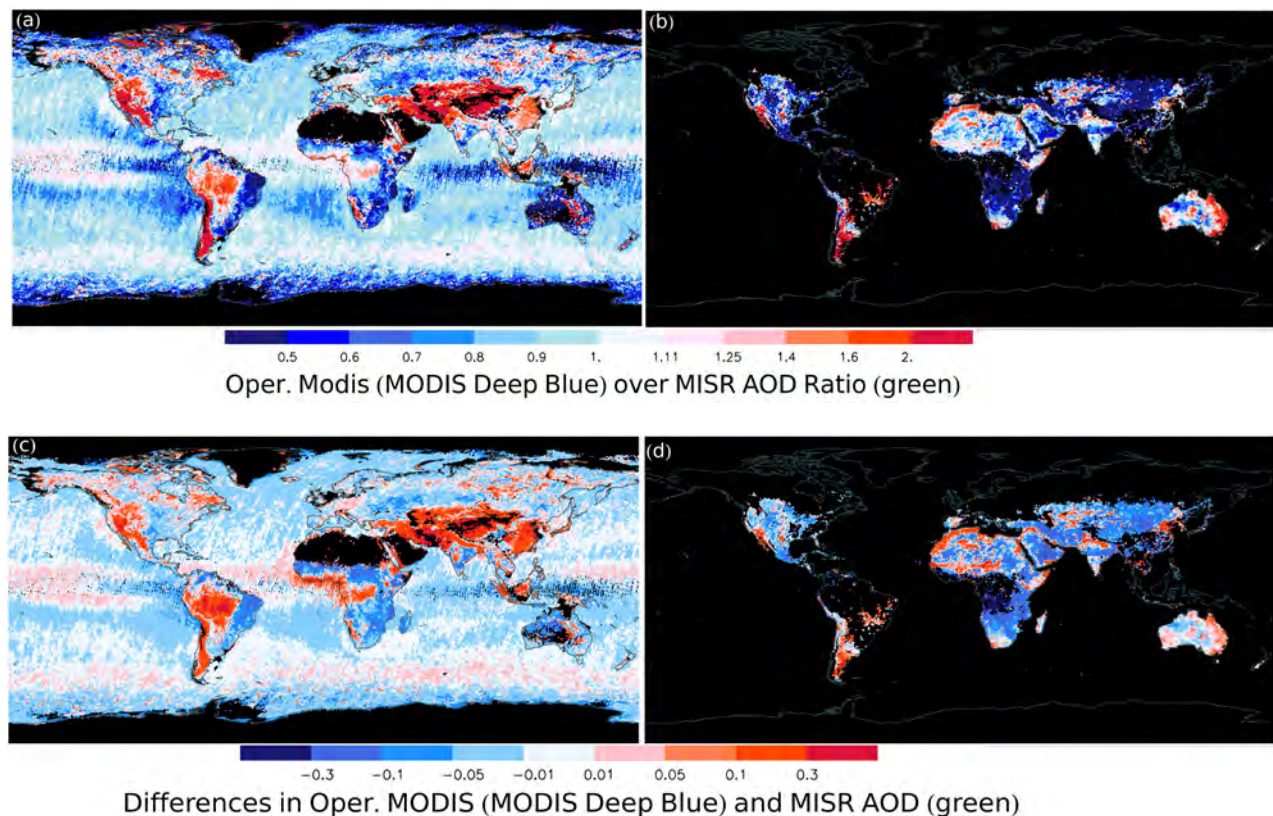 (a) (b)
0.5 0.6 0.7 0.8 0.9 1. 1.11 1.25 1.4 1.6 2.
Oper. Modis (MODIS Deep Blue) over MISR AOD Ratio (green)
(c) (d)
−0.3 −0.1 −0.05 −0.01 0.01 0.05 0.1 0.3
Differences in Oper. MODIS (MODIS Deep Blue) and MISR AOD (green)